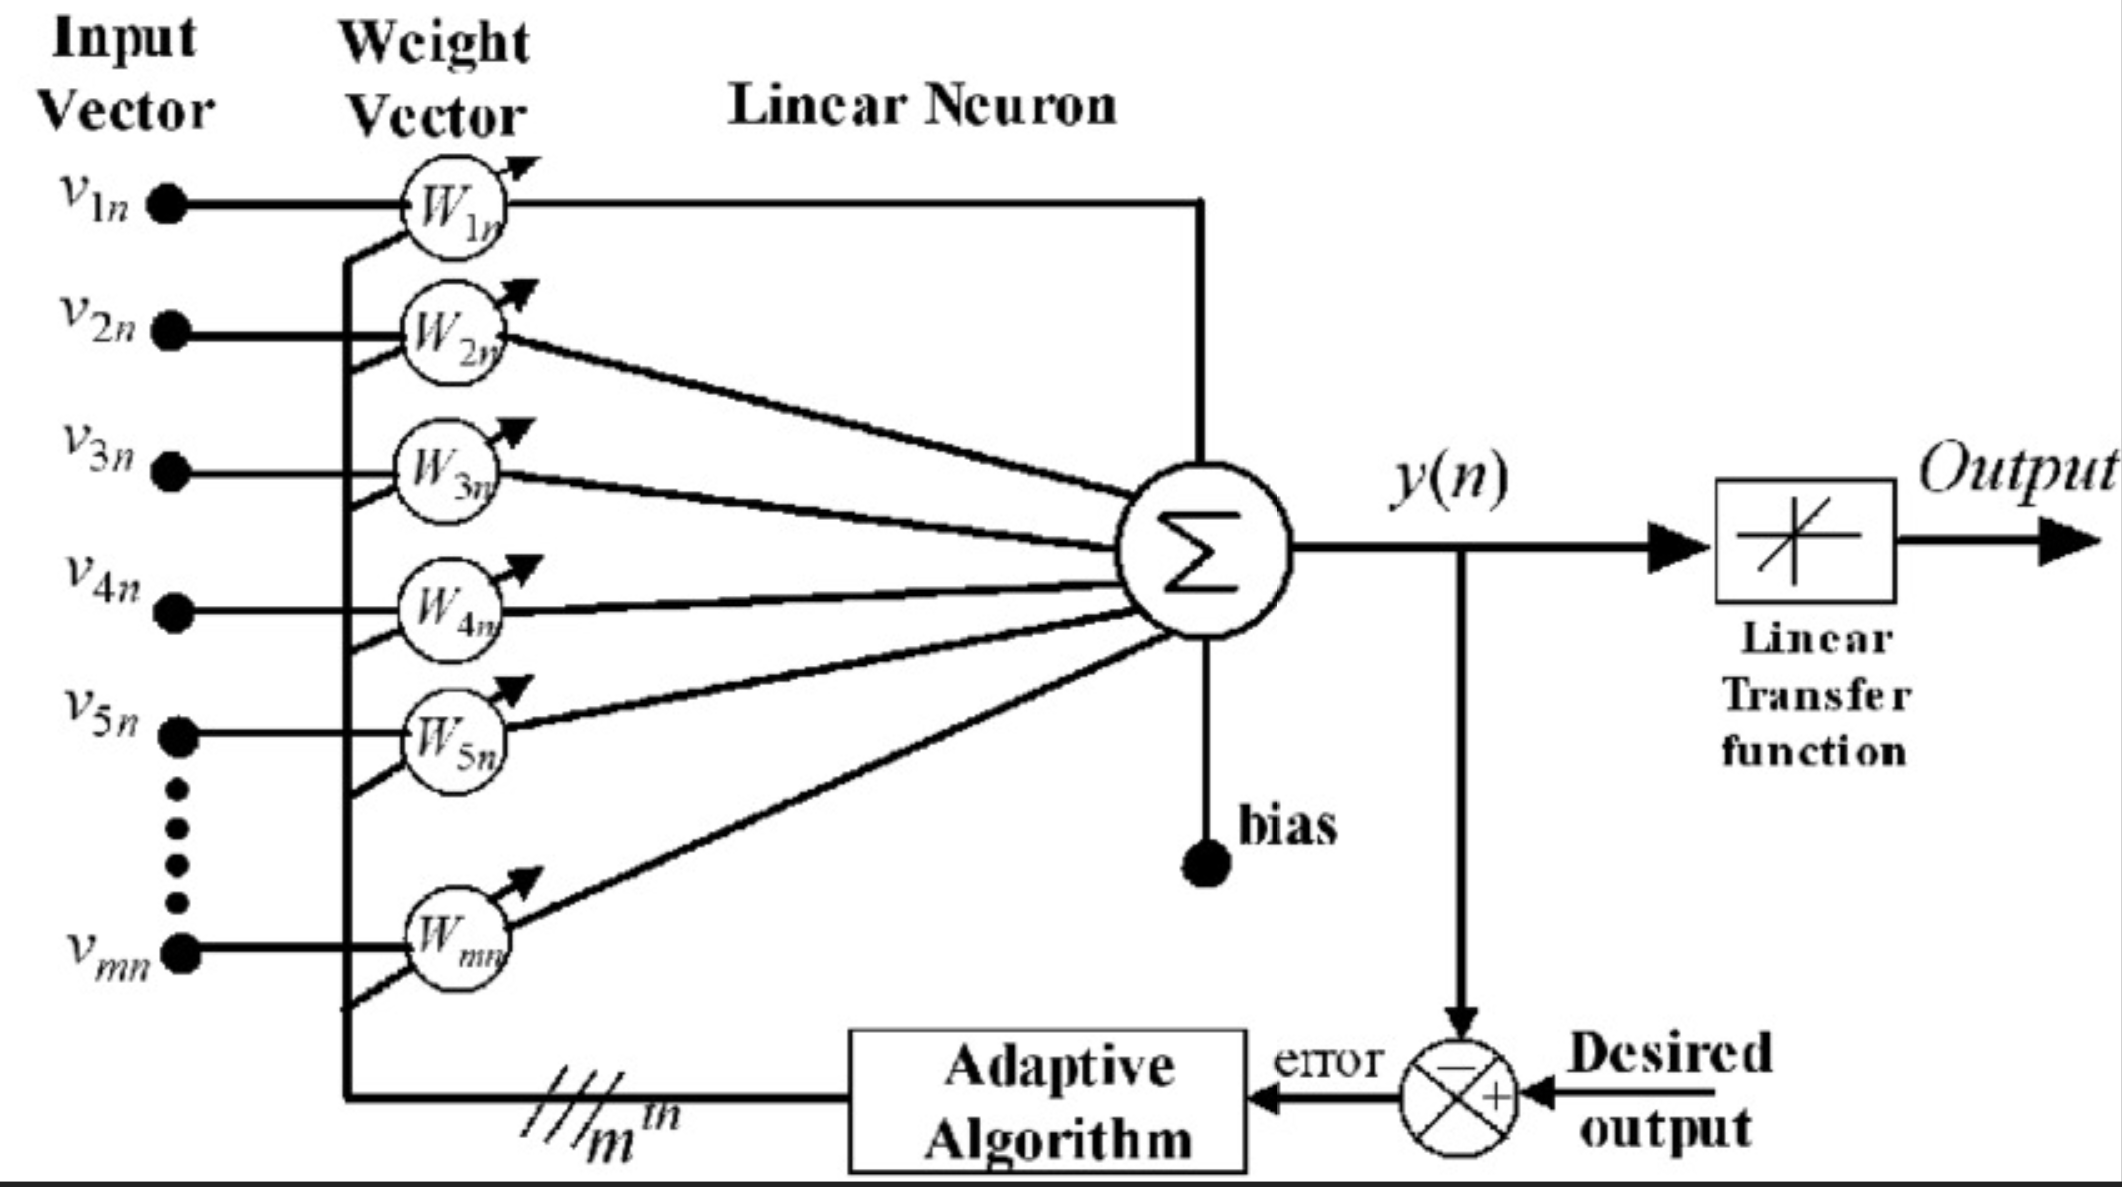 Input
Vector
Weight
Vector
Linear Neuron
v1n
W1n
v2n
W2n
v3n
W3n
v4n
W4n
v5n
W5n
vmn
Wmn
Σ
y(n)
Output
Linear
Transfer
function
bias
Adaptive
Algorithm
error
−
+
Desired
output
m th